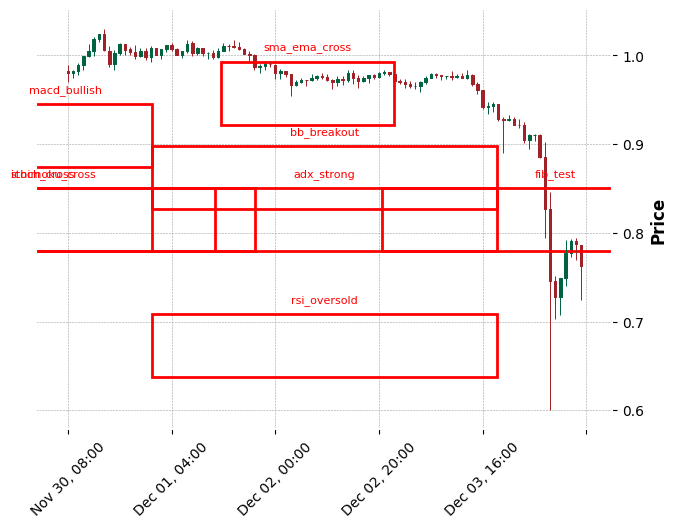 sma_ema_cross
macd_bullish
bb_breakout
adx_strong
fib_test
rsi_oversold
1.0
0.9
0.8
0.7
0.6
Price
Nov 30, 08:00
Dec 01, 04:00
Dec 02, 00:00
Dec 02, 20:00
Dec 03, 16:00